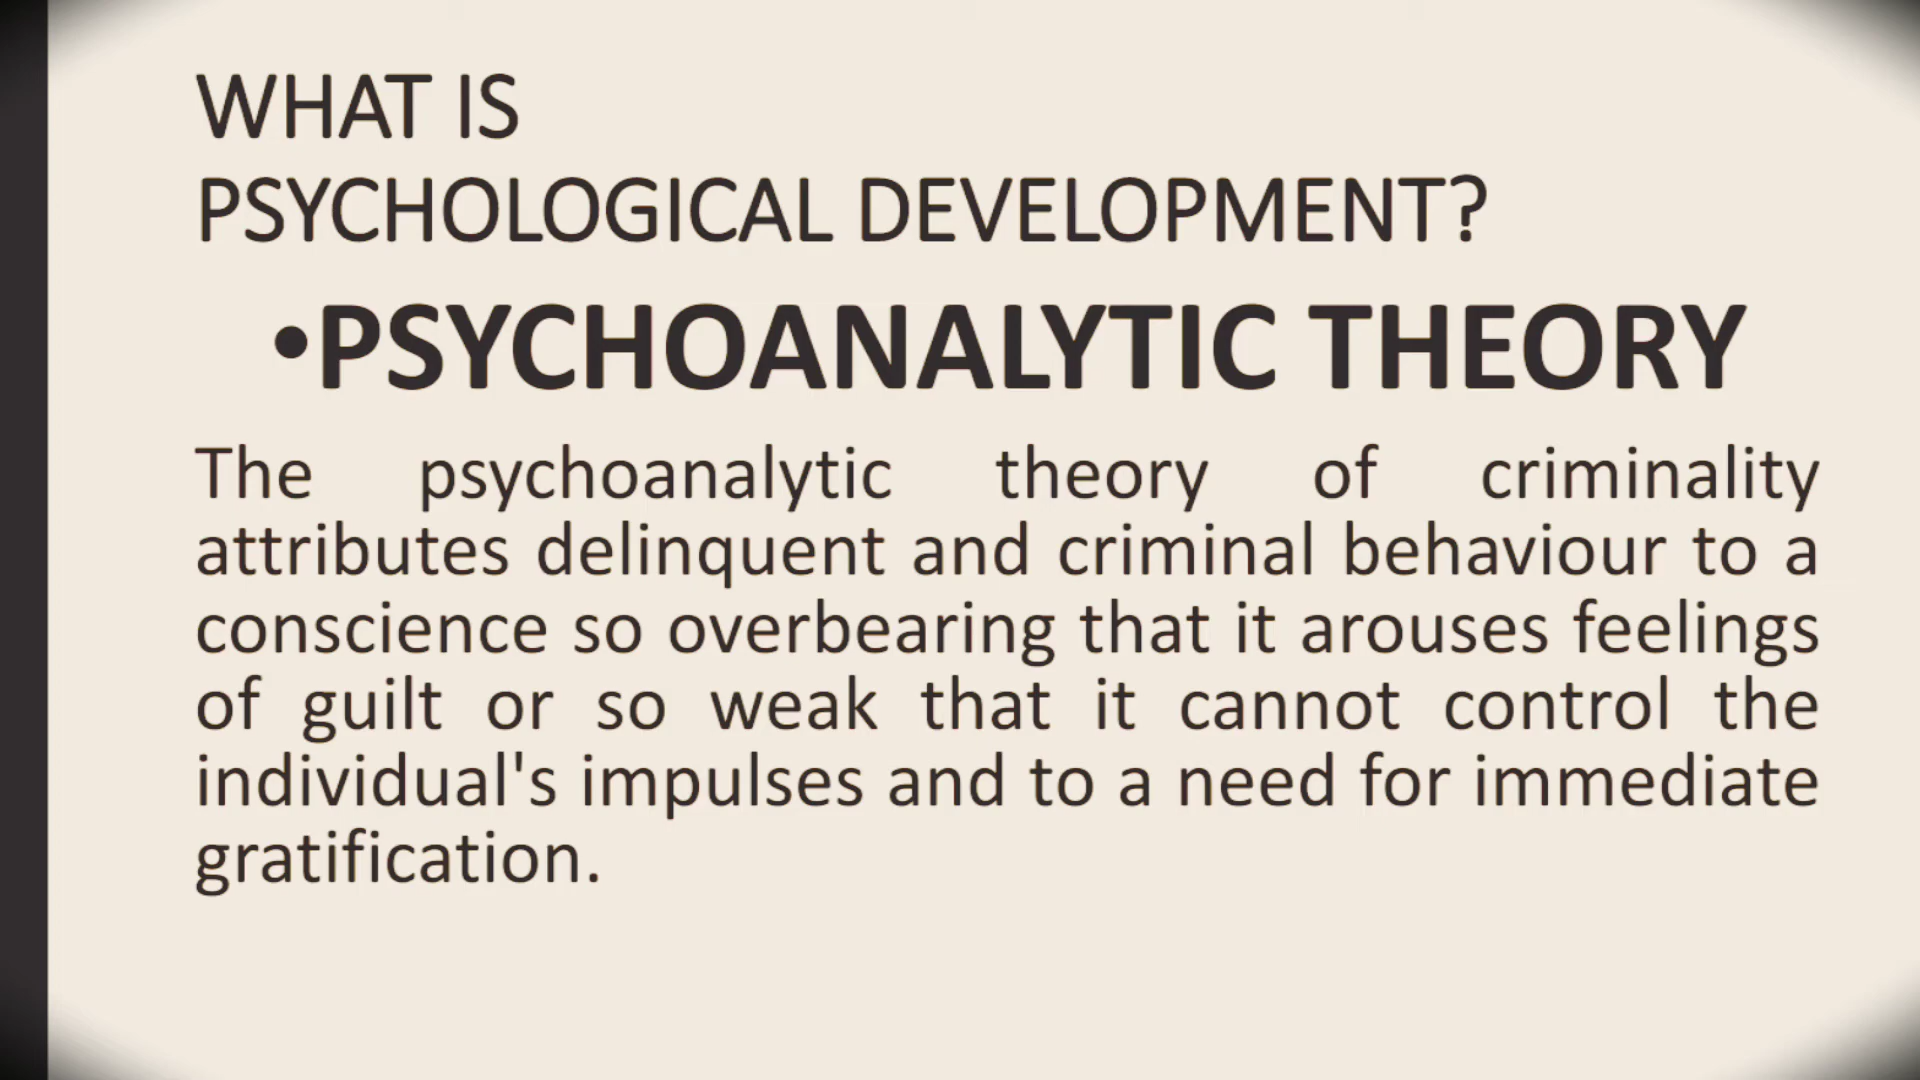 WHAT IS
PSYCHOLOGICAL DEVELOPMENT?
•PSYCHOANALYTIC THEORY
The psychoanalytic theory of criminality
attributes delinquent and criminal behaviour to a
conscience so overbearing that it arouses feelings
of guilt or so weak that it cannot control the
individual's impulses and to a need for immediate
gratification.